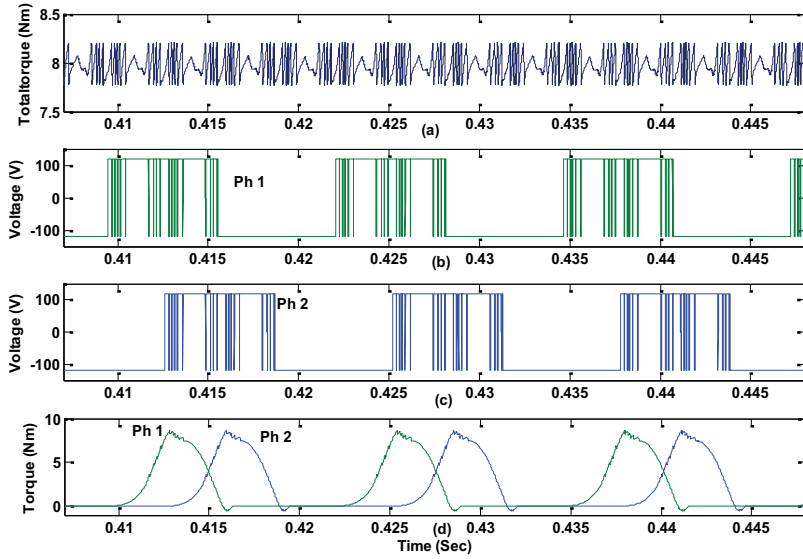 Totaltorque (Nm)
8.5
8
7.5
0.41 0.415 0.42 0.425 0.43 0.435 0.44 0.445
(a)
Voltage (V)
100
0
-100
Ph 1
0.41 0.415 0.42 0.425 0.43 0.435 0.44 0.445
(b)
Voltage (V)
100
0
-100
Ph 2
0.41 0.415 0.42 0.425 0.43 0.435 0.44 0.445
(c)
Torque (Nm)
10
5
0
Ph 1 Ph 2
0.41 0.415 0.42 0.425 0.43 0.435 0.44 0.445
(d)
Time (Sec)